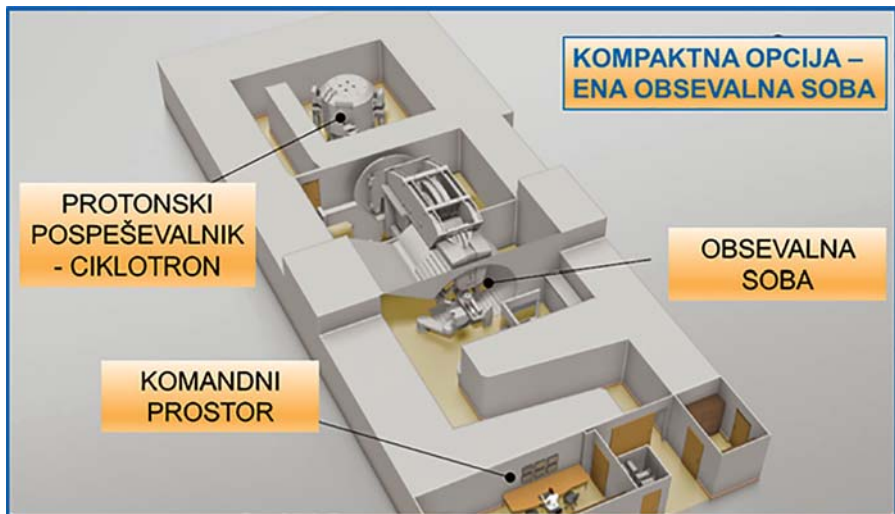 KOMPAKTNA OPCIJA –
ENA OBSEVALNA SOBA
PROTONSKI
POSPEŠEVALNIK
- CIKLOTRON
OBSEVALNA
SOBA
KOMANDNI
PROSTOR